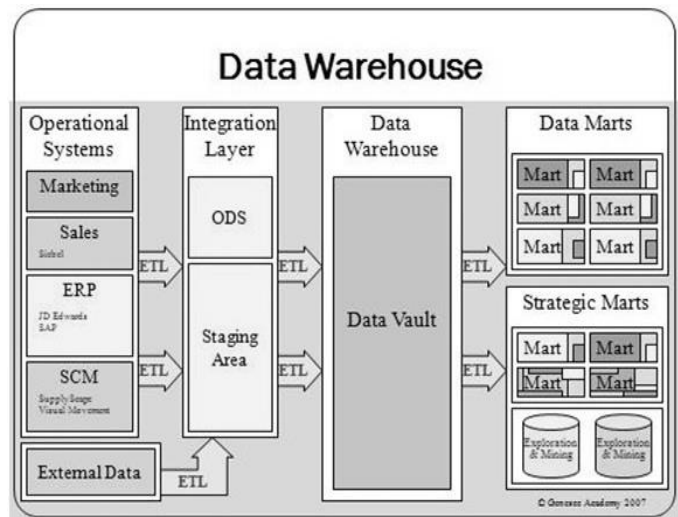 Data Warehouse
Operational
Systems
Marketing
Sales
Siebel
ERP
JD Edwards
SAP
SCM
SupplyScape
Visual Movement
External Data
ETL
ETL
ETL
Integration
Layer
ODS
Staging
Area
ETL
ETL
Data
Warehouse
Data Vault
ETL
ETL
Data Marts
Mart
Mart
Mart
Mart
Mart
Mart
Strategic Marts
Mart
Mart
Mart
Mart
Exploration
& Mining
Exploration
& Mining
© Genesee Academy 2007